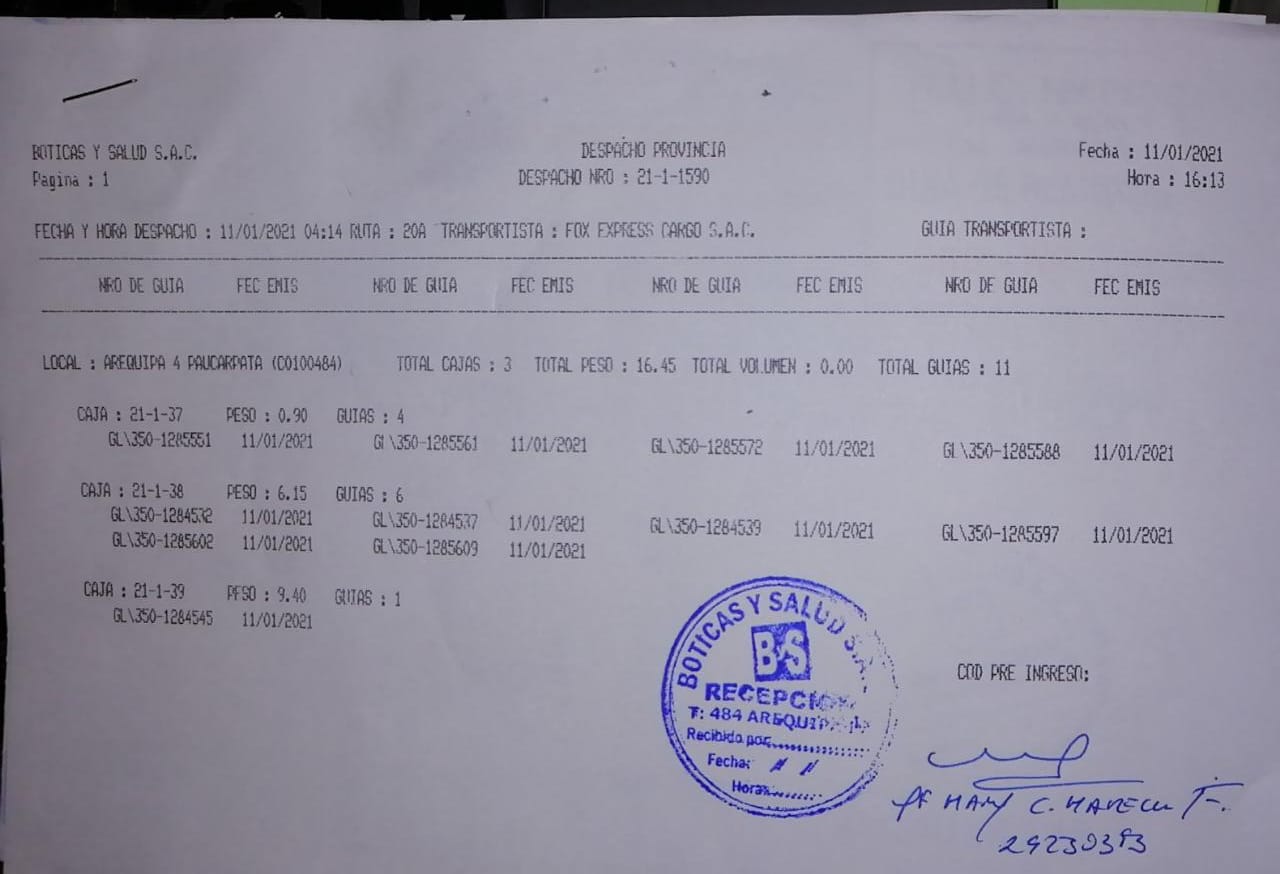 BOTICAS Y SALUD S.A.C. DESPACHO PROVINCIA Fecha : 11/01/2021
Pagina : 1 DESPACHO NRO : 21-1-1590 Hora : 16:13
FECHA Y HORA DESPACHO : 11/01/2021 04:14 RUTA : 20A TRANSPORTISTA : FOX EXPRESS CARGO S.A.C. GUIA TRANSPORTISTA :
NRO DE GUIA FEC EMIS NRO DE GUIA FEC EMIS NRO DE GUIA FEC EMIS NRO DE GUIA FEC EMIS
LOCAL : AREQUIPA 4 PAUCARPATA (C0100484) TOTAL CAJAS : 3 TOTAL PESO : 16.45 TOTAL VOLUMEN : 0.00 TOTAL GUIAS : 11
CAJA : 21-1-37 PESO : 0.90 GUIAS : 4
GL\350-1285551 11/01/2021 GL\350-1285561 11/01/2021 GL\350-1285572 11/01/2021 GL\350-1285588 11/01/2021
CAJA : 21-1-38 PESO : 6.15 GUIAS : 6
GL\350-1284532 11/01/2021 GL\350-1284537 11/01/2021 GL\350-1284539 11/01/2021 GL\350-1285597 11/01/2021
GL\350-1285602 11/01/2021 GL\350-1285609 11/01/2021
CAJA : 21-1-39 PESO : 9.40 GUIAS : 1
GL\350-1284545 11/01/2021
BOTICAS Y SALUD S.A.
BS
RECEPCION
T: 484 AREQUIPA
Recibido por:
Fecha: / /
Hora:
COD PRE INGRESO:
C.
29230393